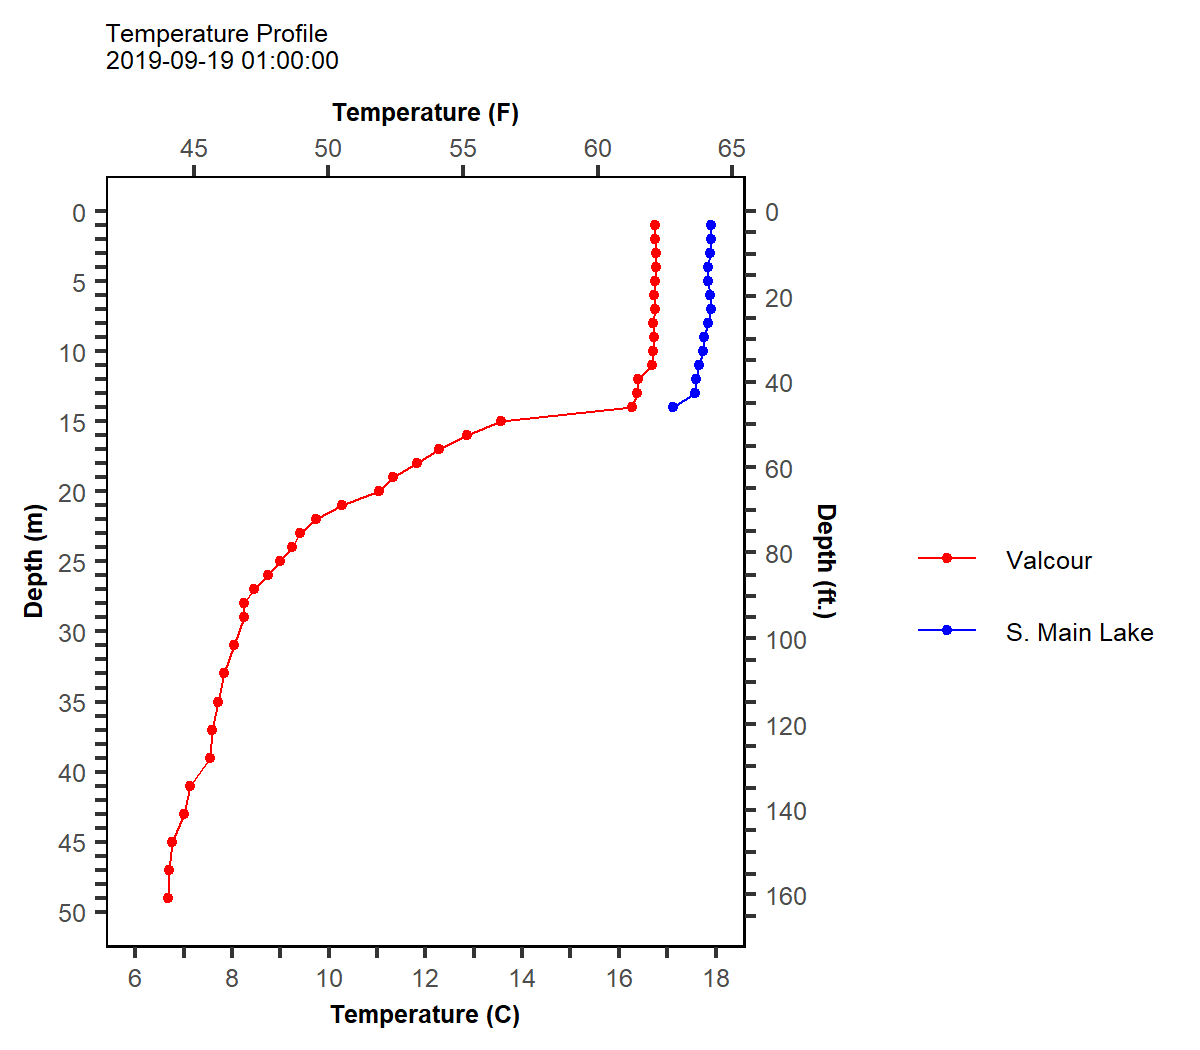 Temperature Profile
2019-09-19 01:00:00
Temperature (F)
45 50 55 60 65
0 0
5
20
10
40
15
60
20
80
25
100
30
35
120
40
140
45
160
50
Depth (m)
Depth (ft.)
Valcour
S. Main Lake
6 8 10 12 14 16 18
Temperature (C)